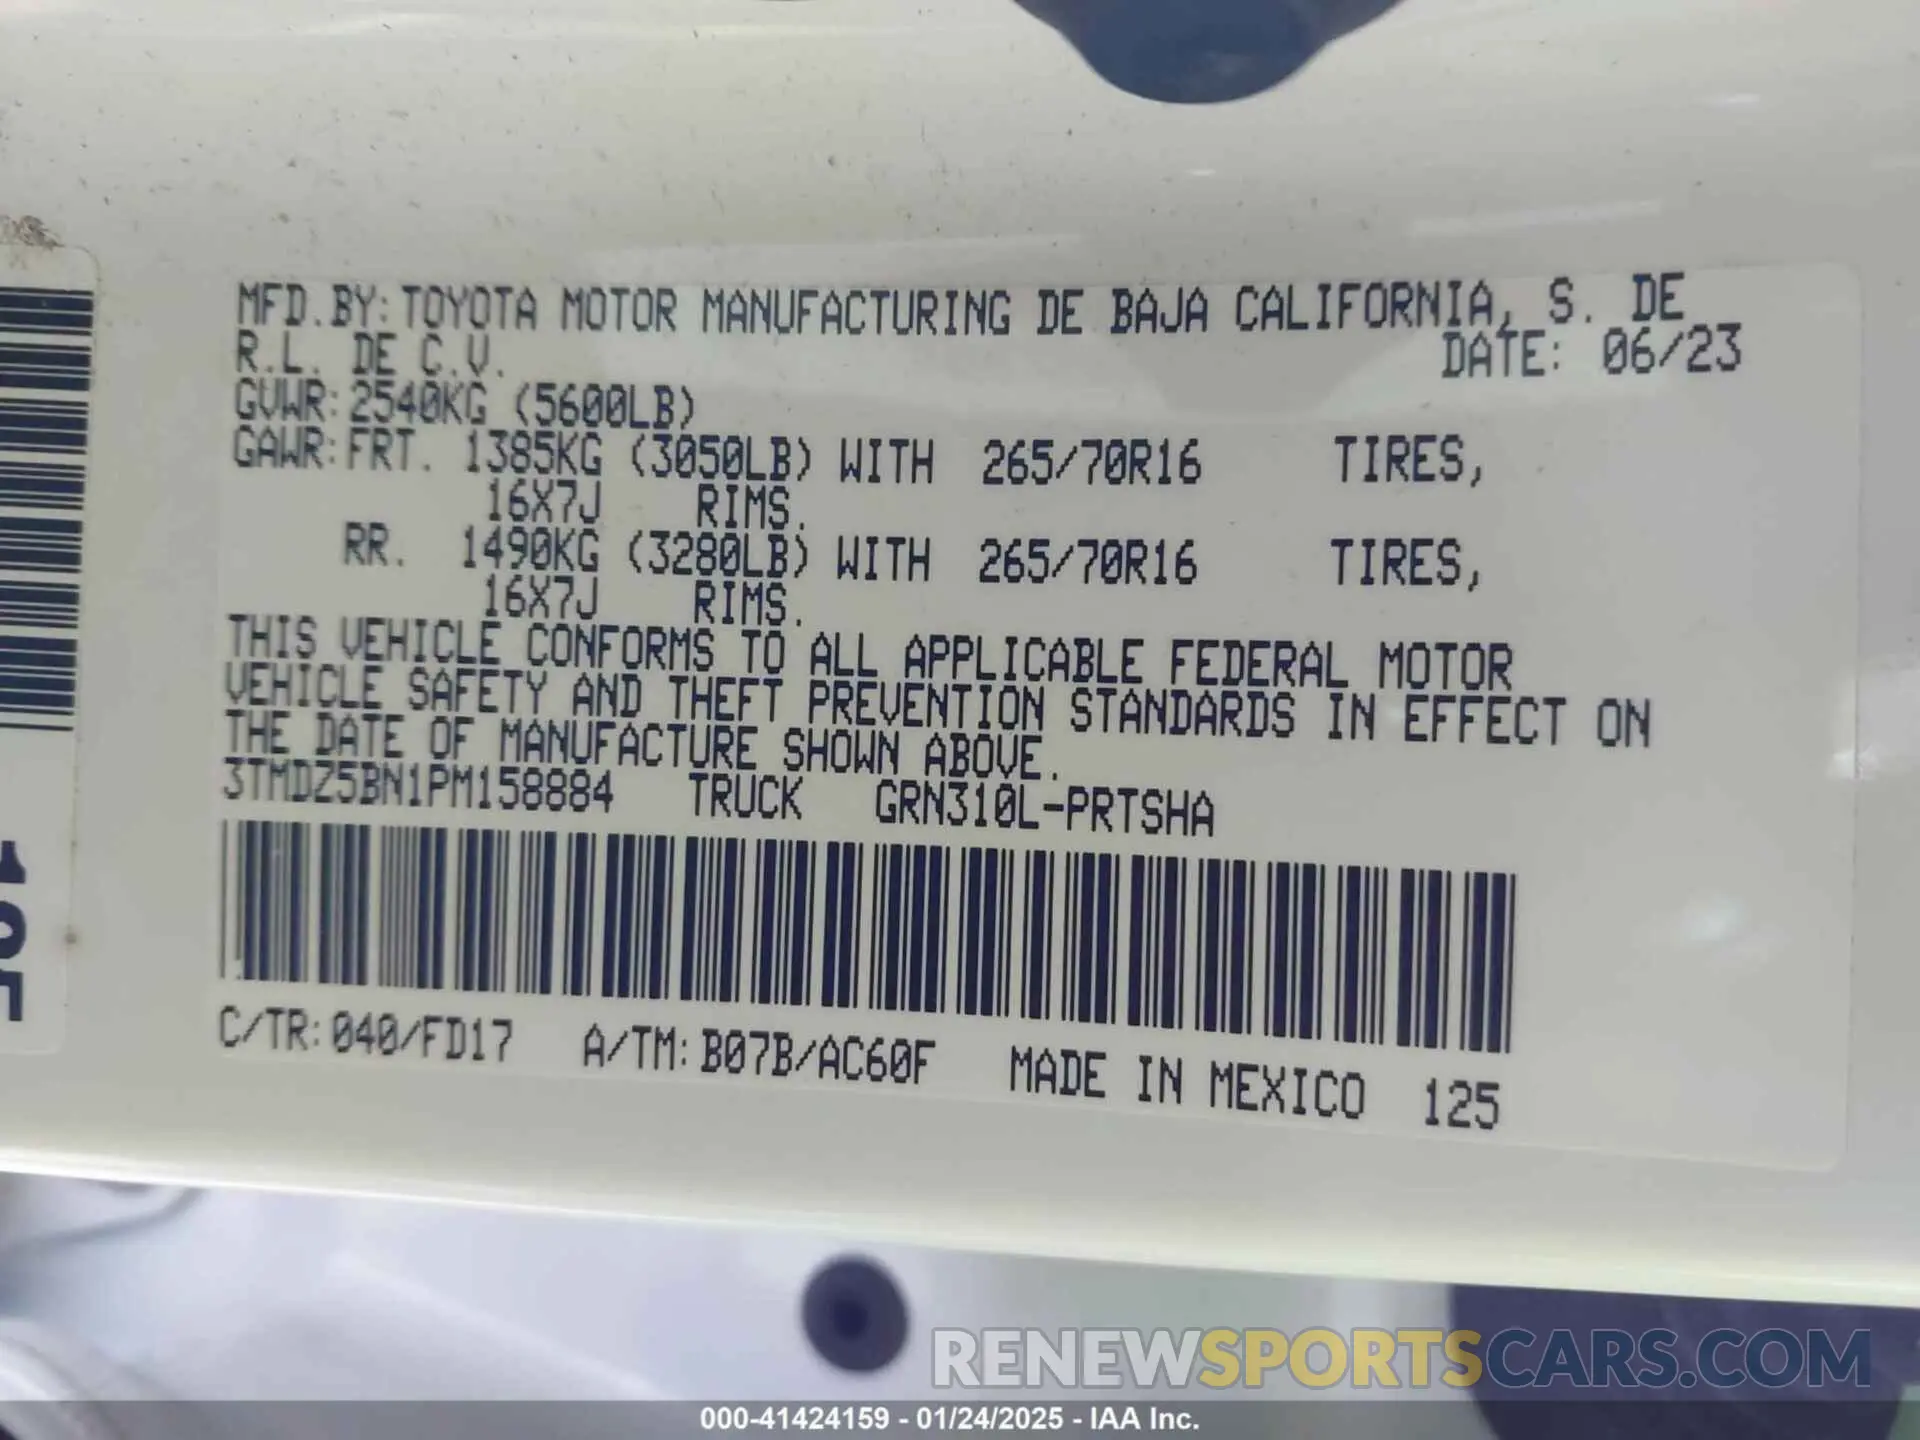 MFD.BY:TOYOTA MOTOR MANUFACTURING DE BAJA CALIFORNIA, S. DE
R.L. DE C.V. DATE: 06/23
GVWR:2540KG (5600LB)
GAWR:FRT. 1385KG (3050LB) WITH 265/70R16 TIRES,
16X7J RIMS.
RR. 1490KG (3280LB) WITH 265/70R16 TIRES,
16X7J RIMS.
THIS VEHICLE CONFORMS TO ALL APPLICABLE FEDERAL MOTOR
VEHICLE SAFETY AND THEFT PREVENTION STANDARDS IN EFFECT ON
THE DATE OF MANUFACTURE SHOWN ABOVE.
3TMDZ5BN1PM158884 TRUCK GRN310L-PRTSHA
C/TR:040/FD17 A/TM:B07B/AC60F MADE IN MEXICO 125
RENEWSPORTSCARS.COM
000-41424159 - 01/24/2025 - IAA Inc.